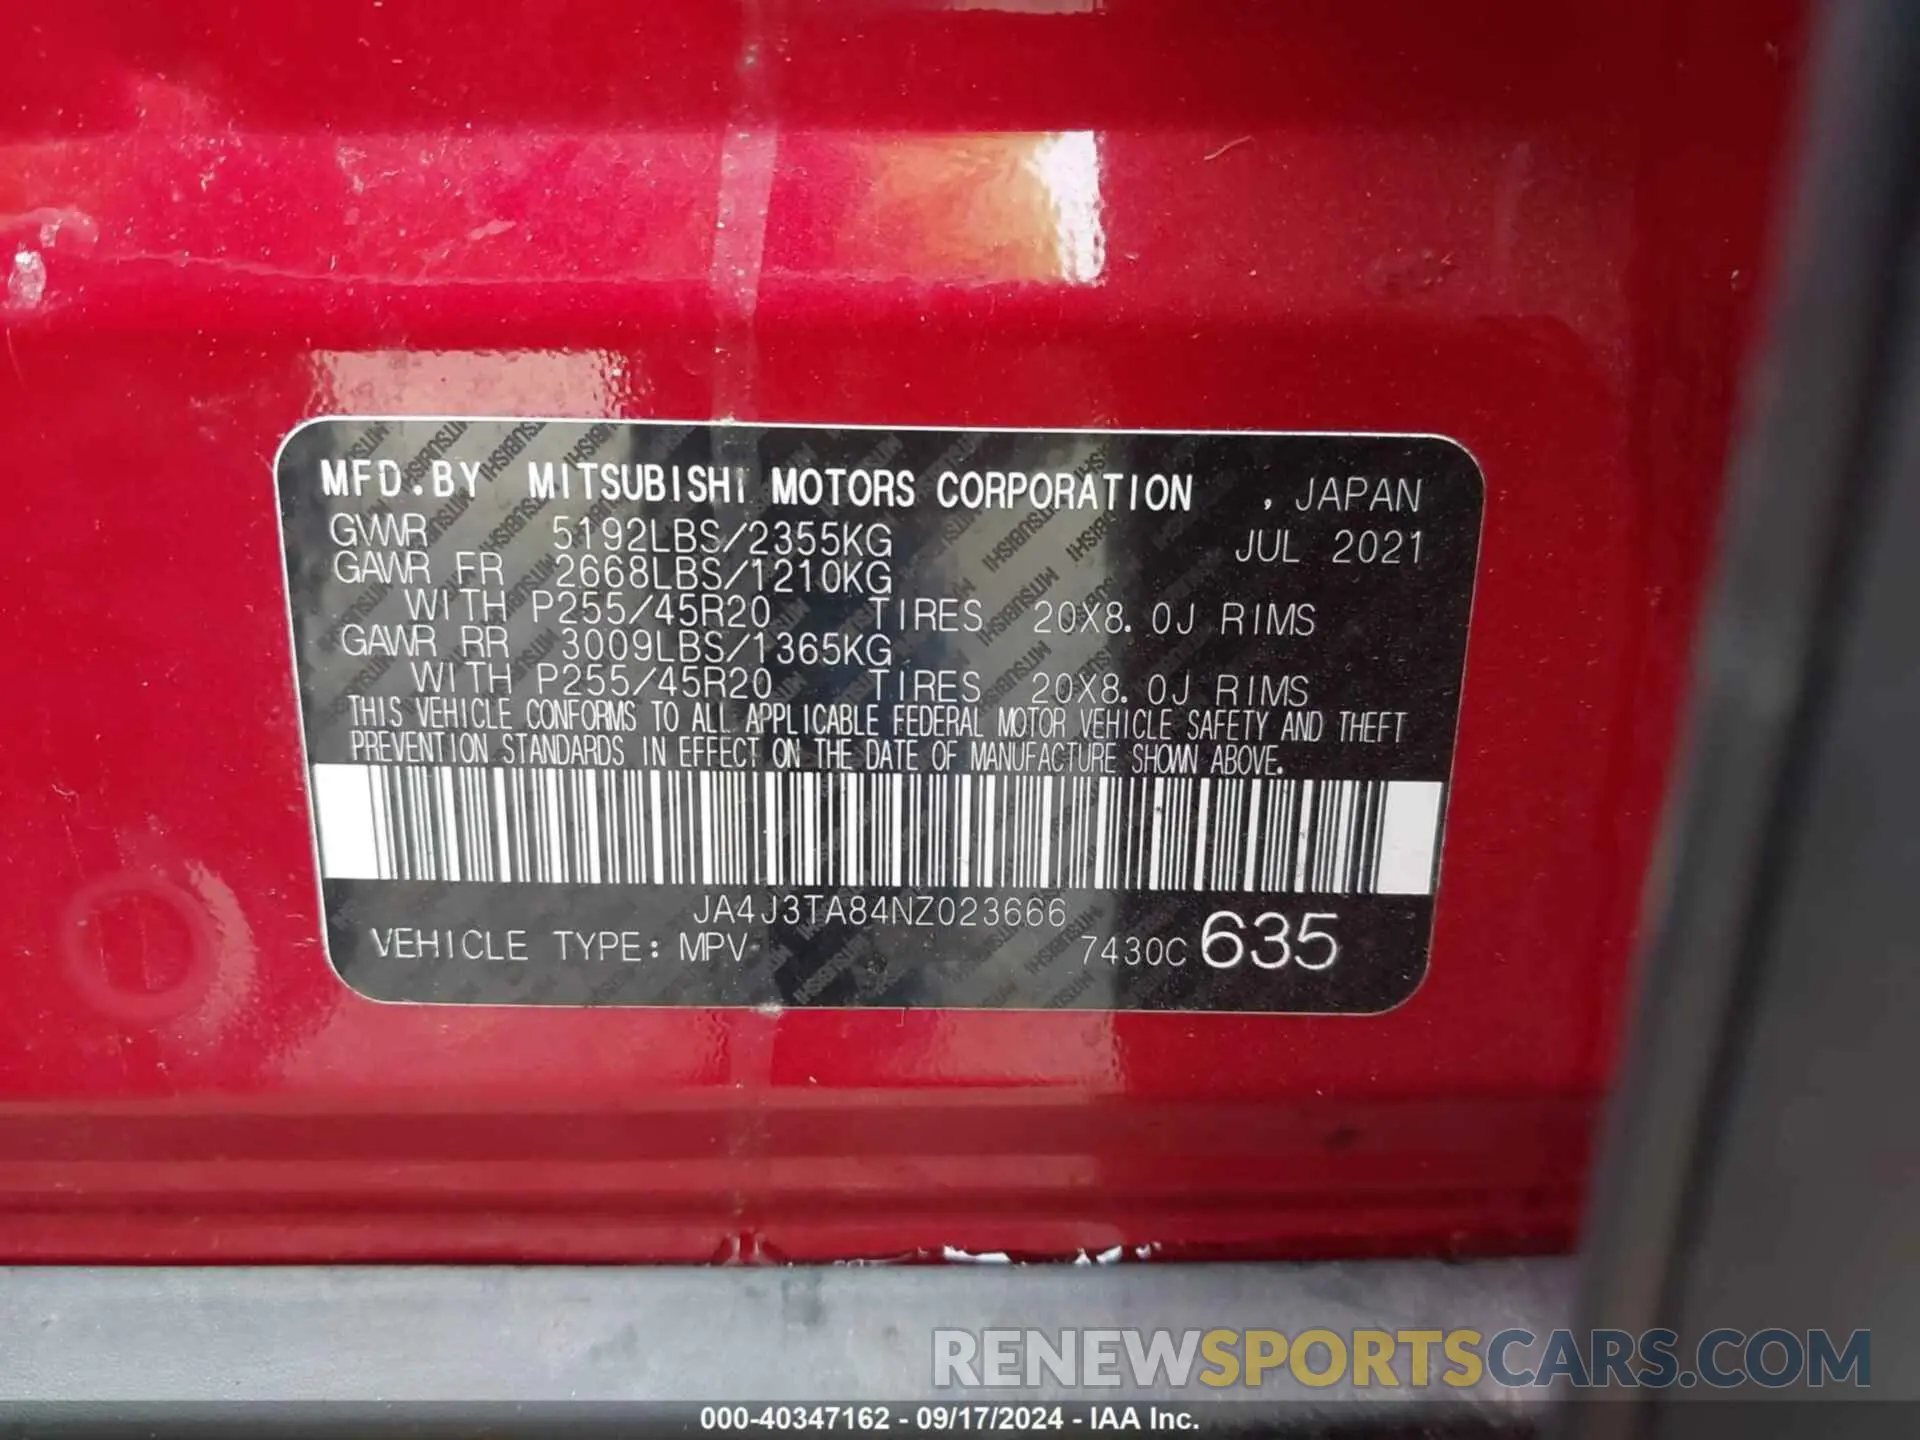 MFD.BY MITSUBISHI MOTORS CORPORATION , JAPAN
GVWR 5192LBS/2355KG JUL 2021
GAWR FR 2668LBS/1210KG
WITH P255/45R20 TIRES 20X8.0J RIMS
GAWR RR 3009LBS/1365KG
WITH P255/45R20 TIRES 20X8.0J RIMS
THIS VEHICLE CONFORMS TO ALL APPLICABLE FEDERAL MOTOR VEHICLE SAFETY AND THEFT
PREVENTION STANDARDS IN EFFECT ON THE DATE OF MANUFACTURE SHOWN ABOVE.
JA4J3TA84NZ023666
VEHICLE TYPE: MPV 7430C 635
RENEWSPORTSCARS.COM
000-40347162 - 09/17/2024 - IAA Inc.